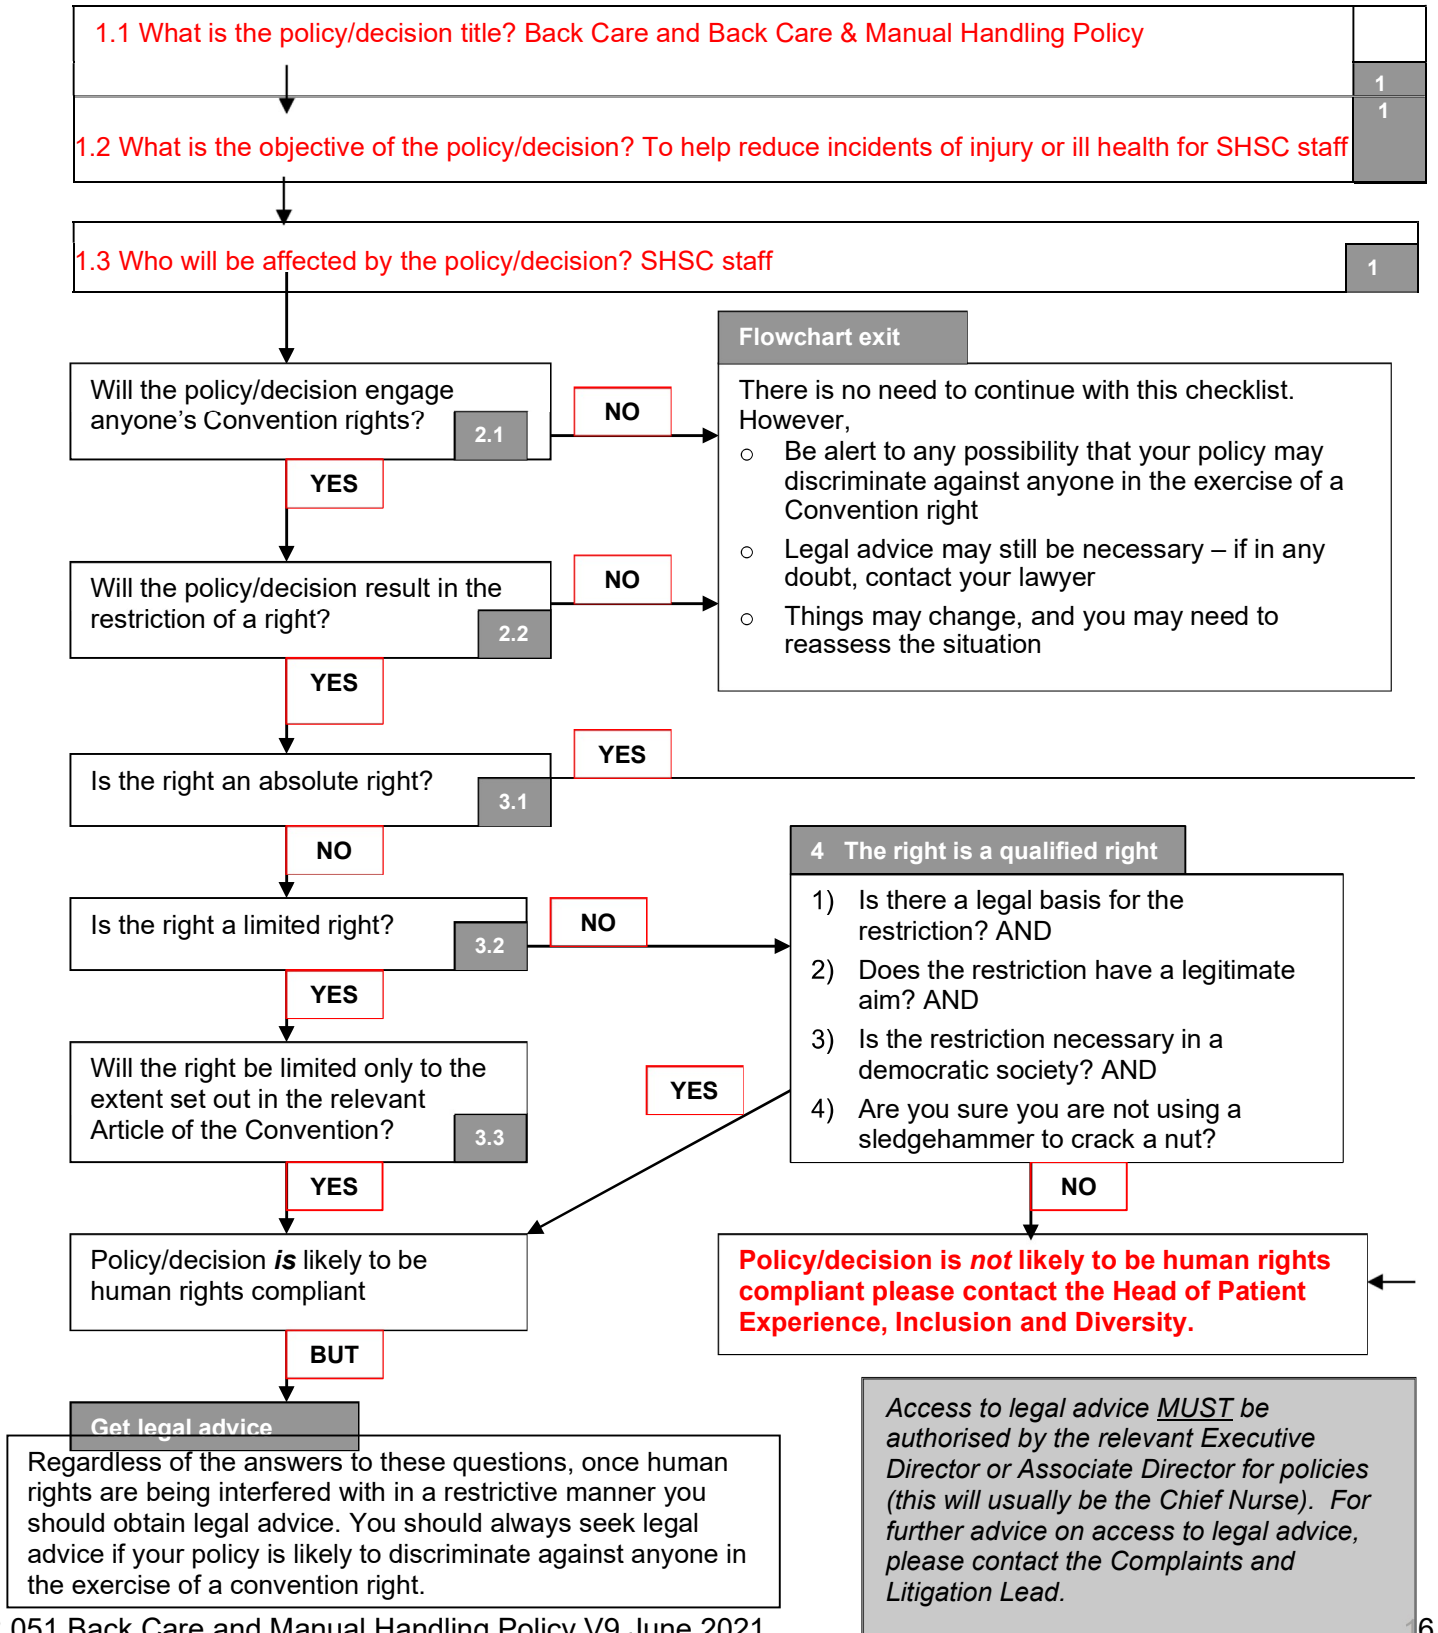 1.1 What is the policy/decision title? Back Care and Back Care & Manual Handling Policy
1
1
1.2 What is the objective of the policy/decision? To help reduce incidents of injury or ill health for SHSC staff
1.3 Who will be affected by the policy/decision? SHSC staff
1
Flowchart exit
Will the policy/decision engage
anyone's Convention rights?
2.1
NO
There is no need to continue with this checklist.
However,
o Be alert to any possibility that your policy may
discriminate against anyone in the exercise of a
Convention right
o Legal advice may still be necessary – if in any
doubt, contact your lawyer
o Things may change, and you may need to
reassess the situation
YES
Will the policy/decision result in the
restriction of a right?
2.2
NO
YES
Is the right an absolute right?
3.1
YES
NO
Is the right a limited right?
3.2
NO
4 The right is a qualified right
1) Is there a legal basis for the
restriction? AND
2) Does the restriction have a legitimate
aim? AND
3) Is the restriction necessary in a
democratic society? AND
4) Are you sure you are not using a
sledgehammer to crack a nut?
YES
Will the right be limited only to the
extent set out in the relevant
Article of the Convention?
3.3
YES
YES
NO
Policy/decision is likely to be
human rights compliant
Policy/decision is not likely to be human rights
compliant please contact the Head of Patient
Experience, Inclusion and Diversity.
BUT
Get legal advice
Regardless of the answers to these questions, once human
rights are being interfered with in a restrictive manner you
should obtain legal advice. You should always seek legal
advice if your policy is likely to discriminate against anyone in
the exercise of a convention right.
Access to legal advice MUST be
authorised by the relevant Executive
Director or Associate Director for policies
(this will usually be the Chief Nurse). For
further advice on access to legal advice,
please contact the Complaints and
Litigation Lead.
051 Back Care and Manual Handling Policy V9 June 2021
16